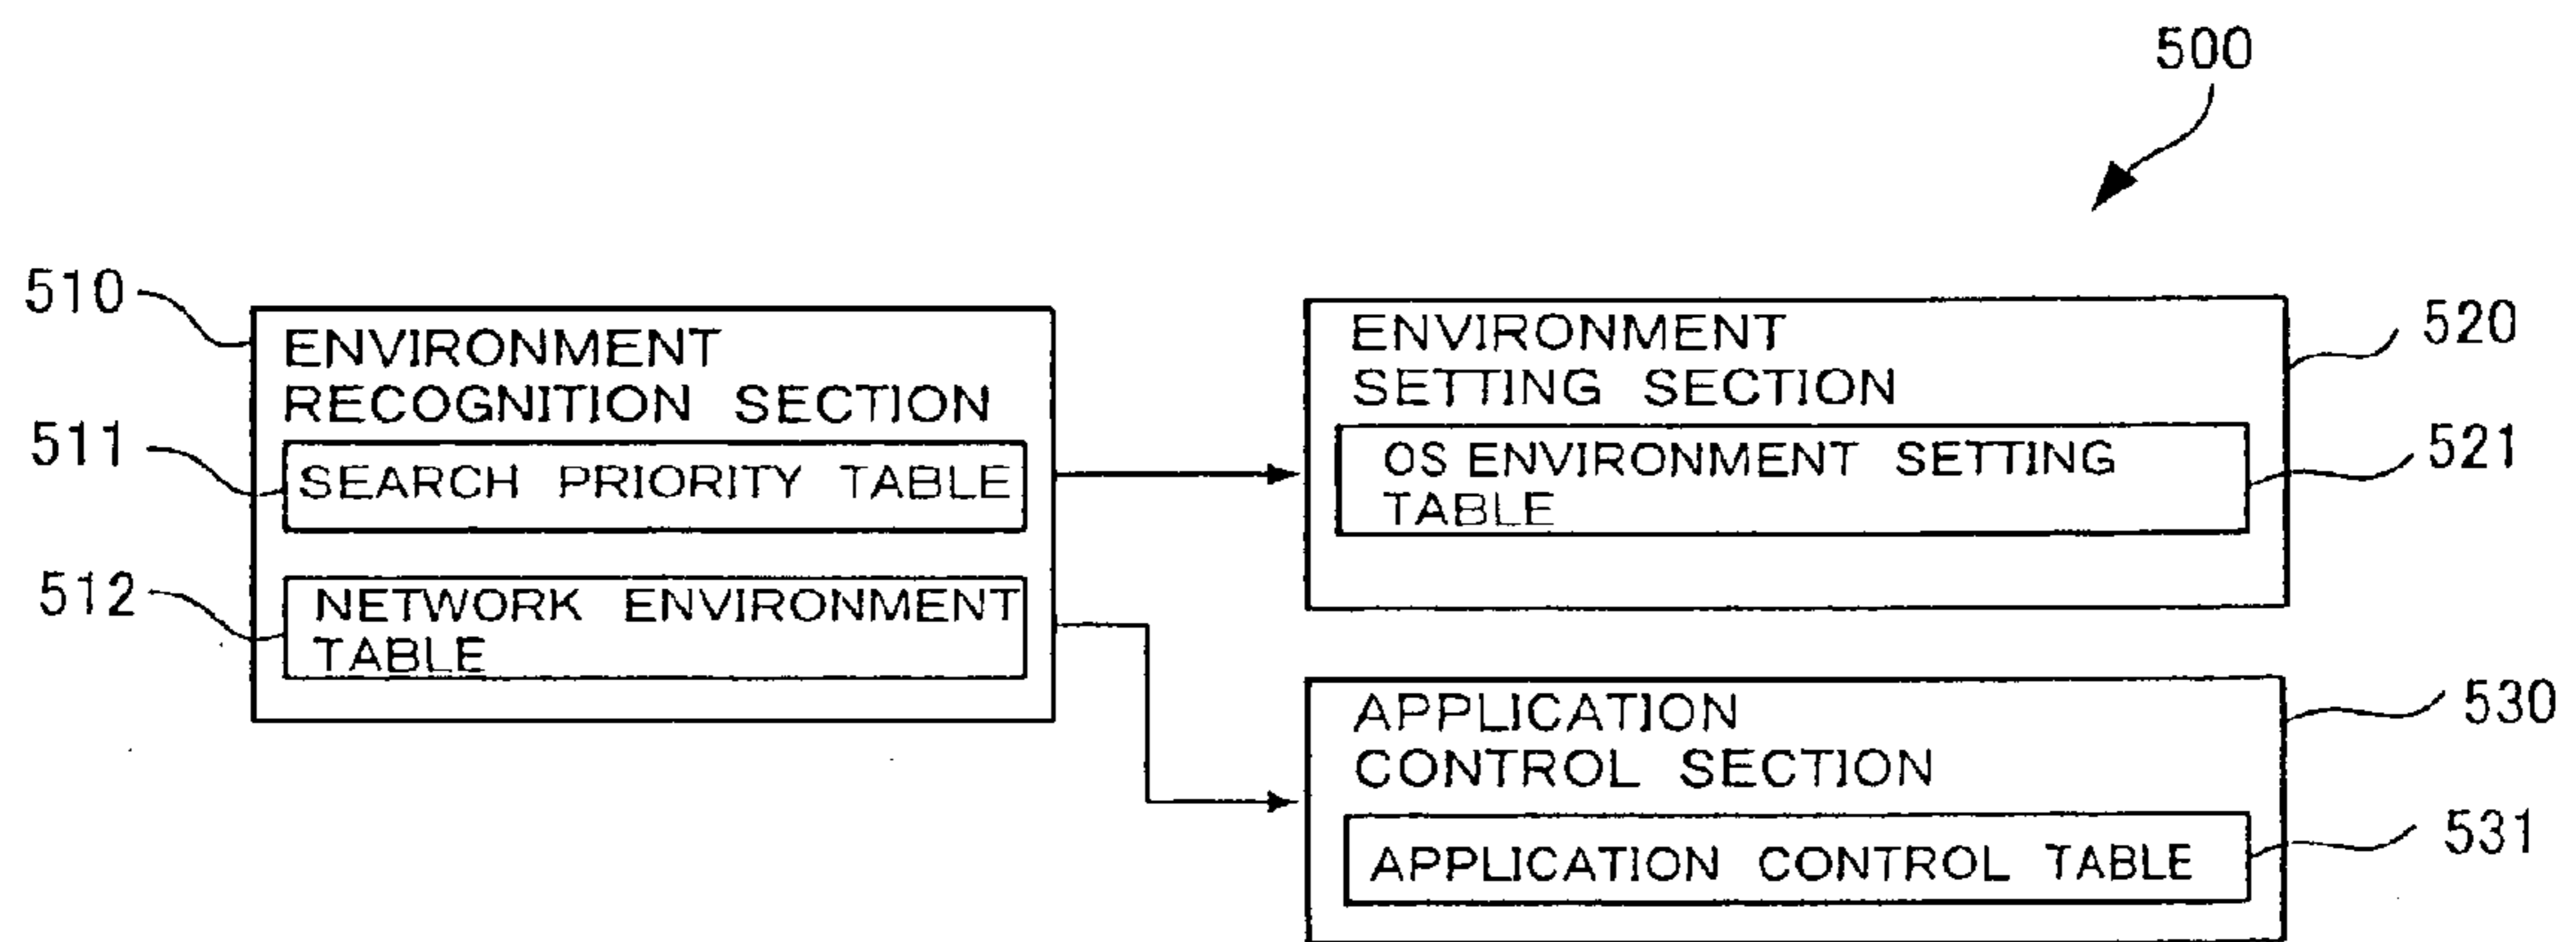 500
510
ENVIRONMENT
RECOGNITION SECTION
511
SEARCH PRIORITY TABLE
512
NETWORK ENVIRONMENT
TABLE
ENVIRONMENT
SETTING SECTION
520
OS ENVIRONMENT SETTING
TABLE
521
APPLICATION
CONTROL SECTION
530
APPLICATION CONTROL TABLE
531